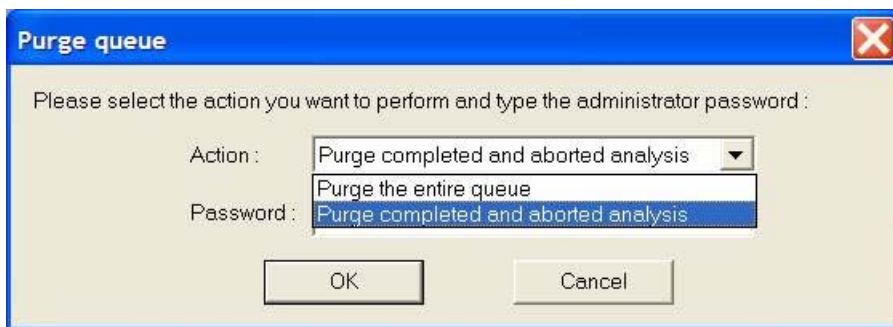 Purge queue
Please select the action you want to perform and type the administrator password :
Action : Purge completed and aborted analysis
Purge the entire queue
Password : Purge completed and aborted analysis
OK Cancel